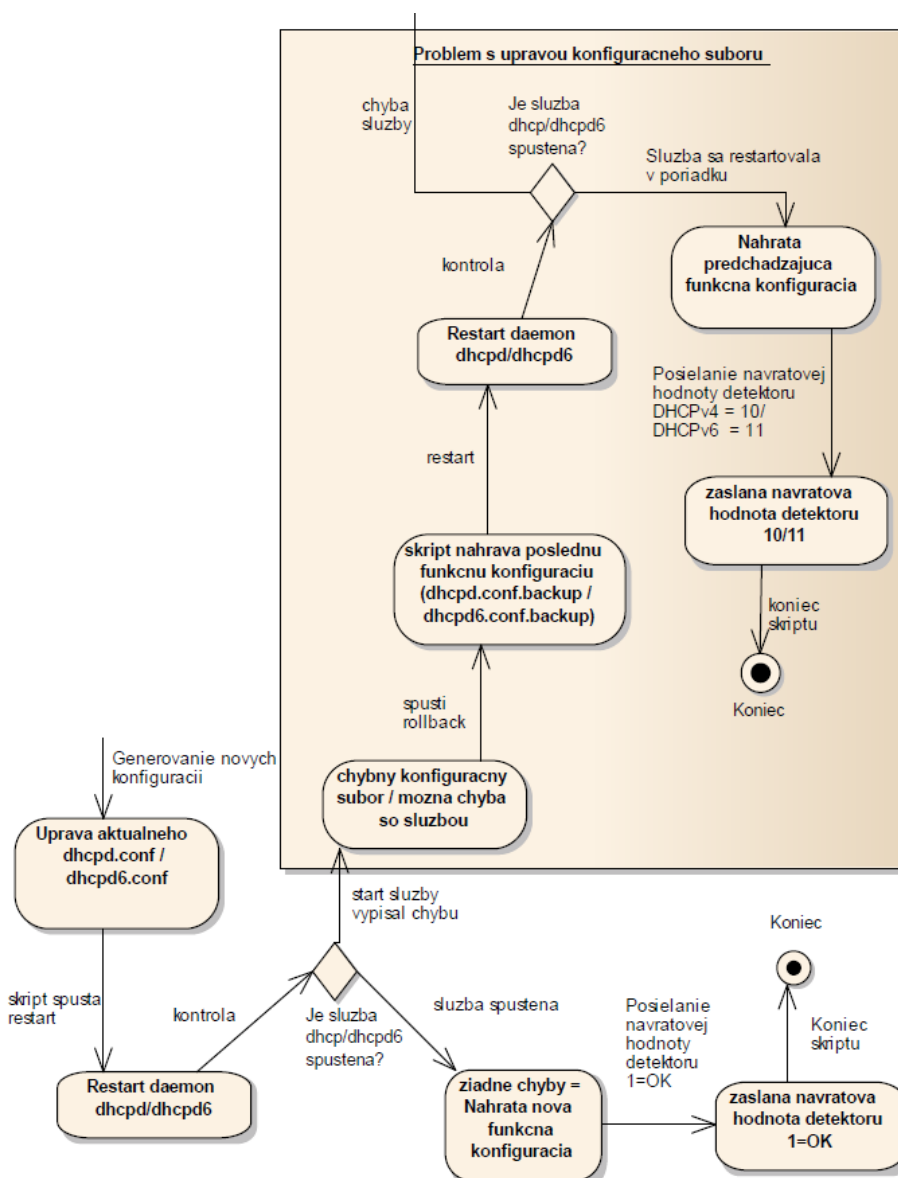 Problem s upravou konfiguracneho suboru
chyba
sluzby
Je sluzba
dhcp/dhcpd6
spustena?
Sluzba sa restartovala
v poriadku
Nahrata
predchadzajuca
funkcna konfiguracia
kontrola
Restart daemon
dhcpd/dhcpd6
Posielanie navratovej
hodnoty detektoru
DHCPv4 = 10/
DHCPv6 = 11
restart
zaslana navratova
hodnota detektoru
10/11
skript nahrava poslednu
funkcnu konfiguraciu
(dhcpd.conf.backup /
dhcpd6.conf.backup)
koniec
skriptu
Koniec
spusti
rollback
Generovanie novych
konfiguracii
chybny konfiguracny
subor / mozna chyba
so sluzbou
Uprava aktualneho
dhcpd.conf /
dhcpd6.conf
start sluzby
vypisal chybu
Koniec
skript spusta
restart
kontrola
Je sluzba
dhcp/dhcpd6
spustena?
sluzba spustena
Posielanie
navratovej
hodnoty
detektoru
1=OK
Koniec
skriptu
Restart daemon
dhcpd/dhcpd6
ziadne chyby =
Nahrata nova
funkcna
konfiguracia
zaslana navratova
hodnota detektoru
1=OK